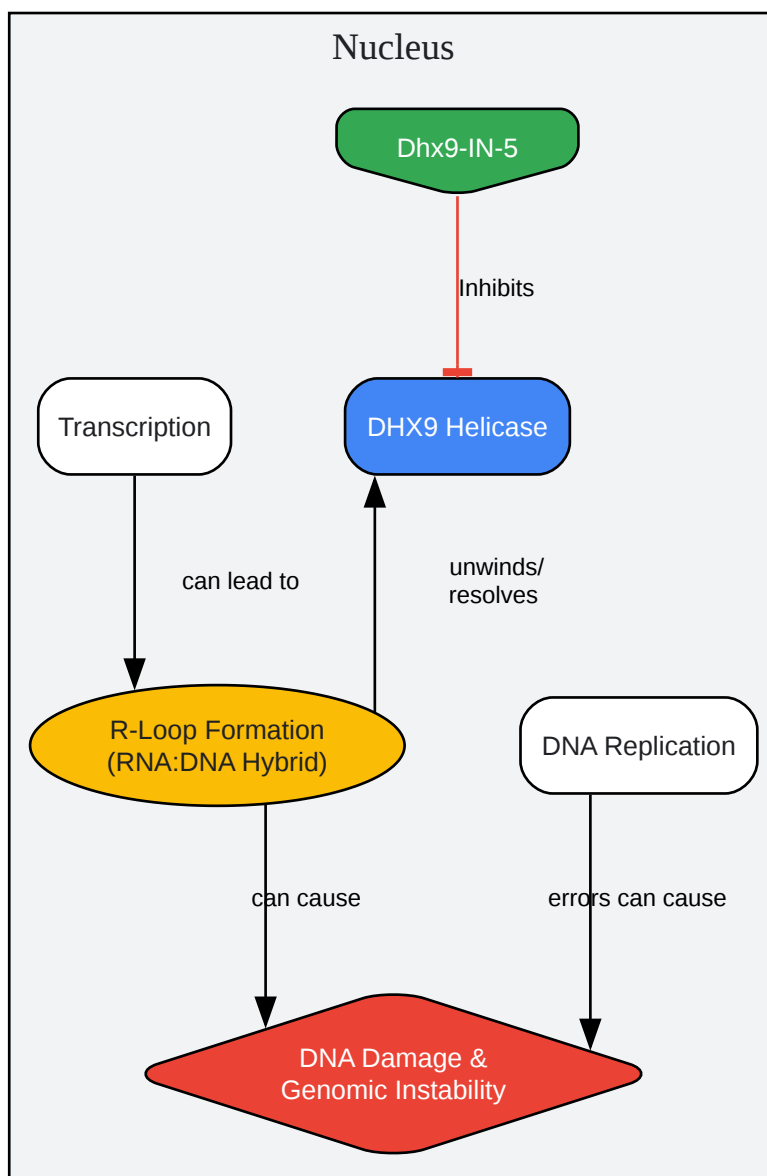 Nucleus
Dhx9-IN-5
Inhibits
Transcription
DHX9 Helicase
can lead to
unwinds/
resolves
R-Loop Formation
(RNA:DNA Hybrid)
DNA Replication
can cause
errors can cause
DNA Damage &
Genomic Instability